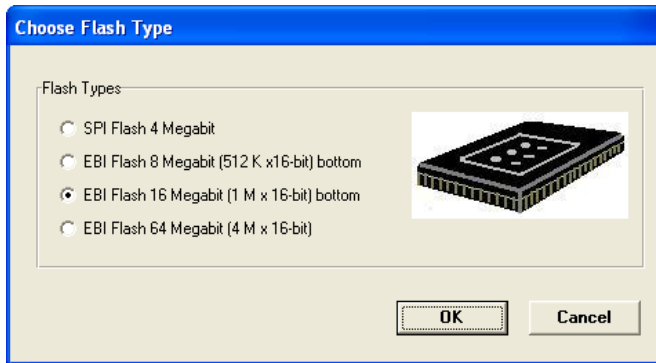 Choose Flash Type
Flash Types
SPI Flash 4 Megabit
EBI Flash 8 Megabit (512 K x16-bit) bottom
EBI Flash 16 Megabit (1 M x 16-bit) bottom
EBI Flash 64 Megabit (4 M x 16-bit)
OK
Cancel